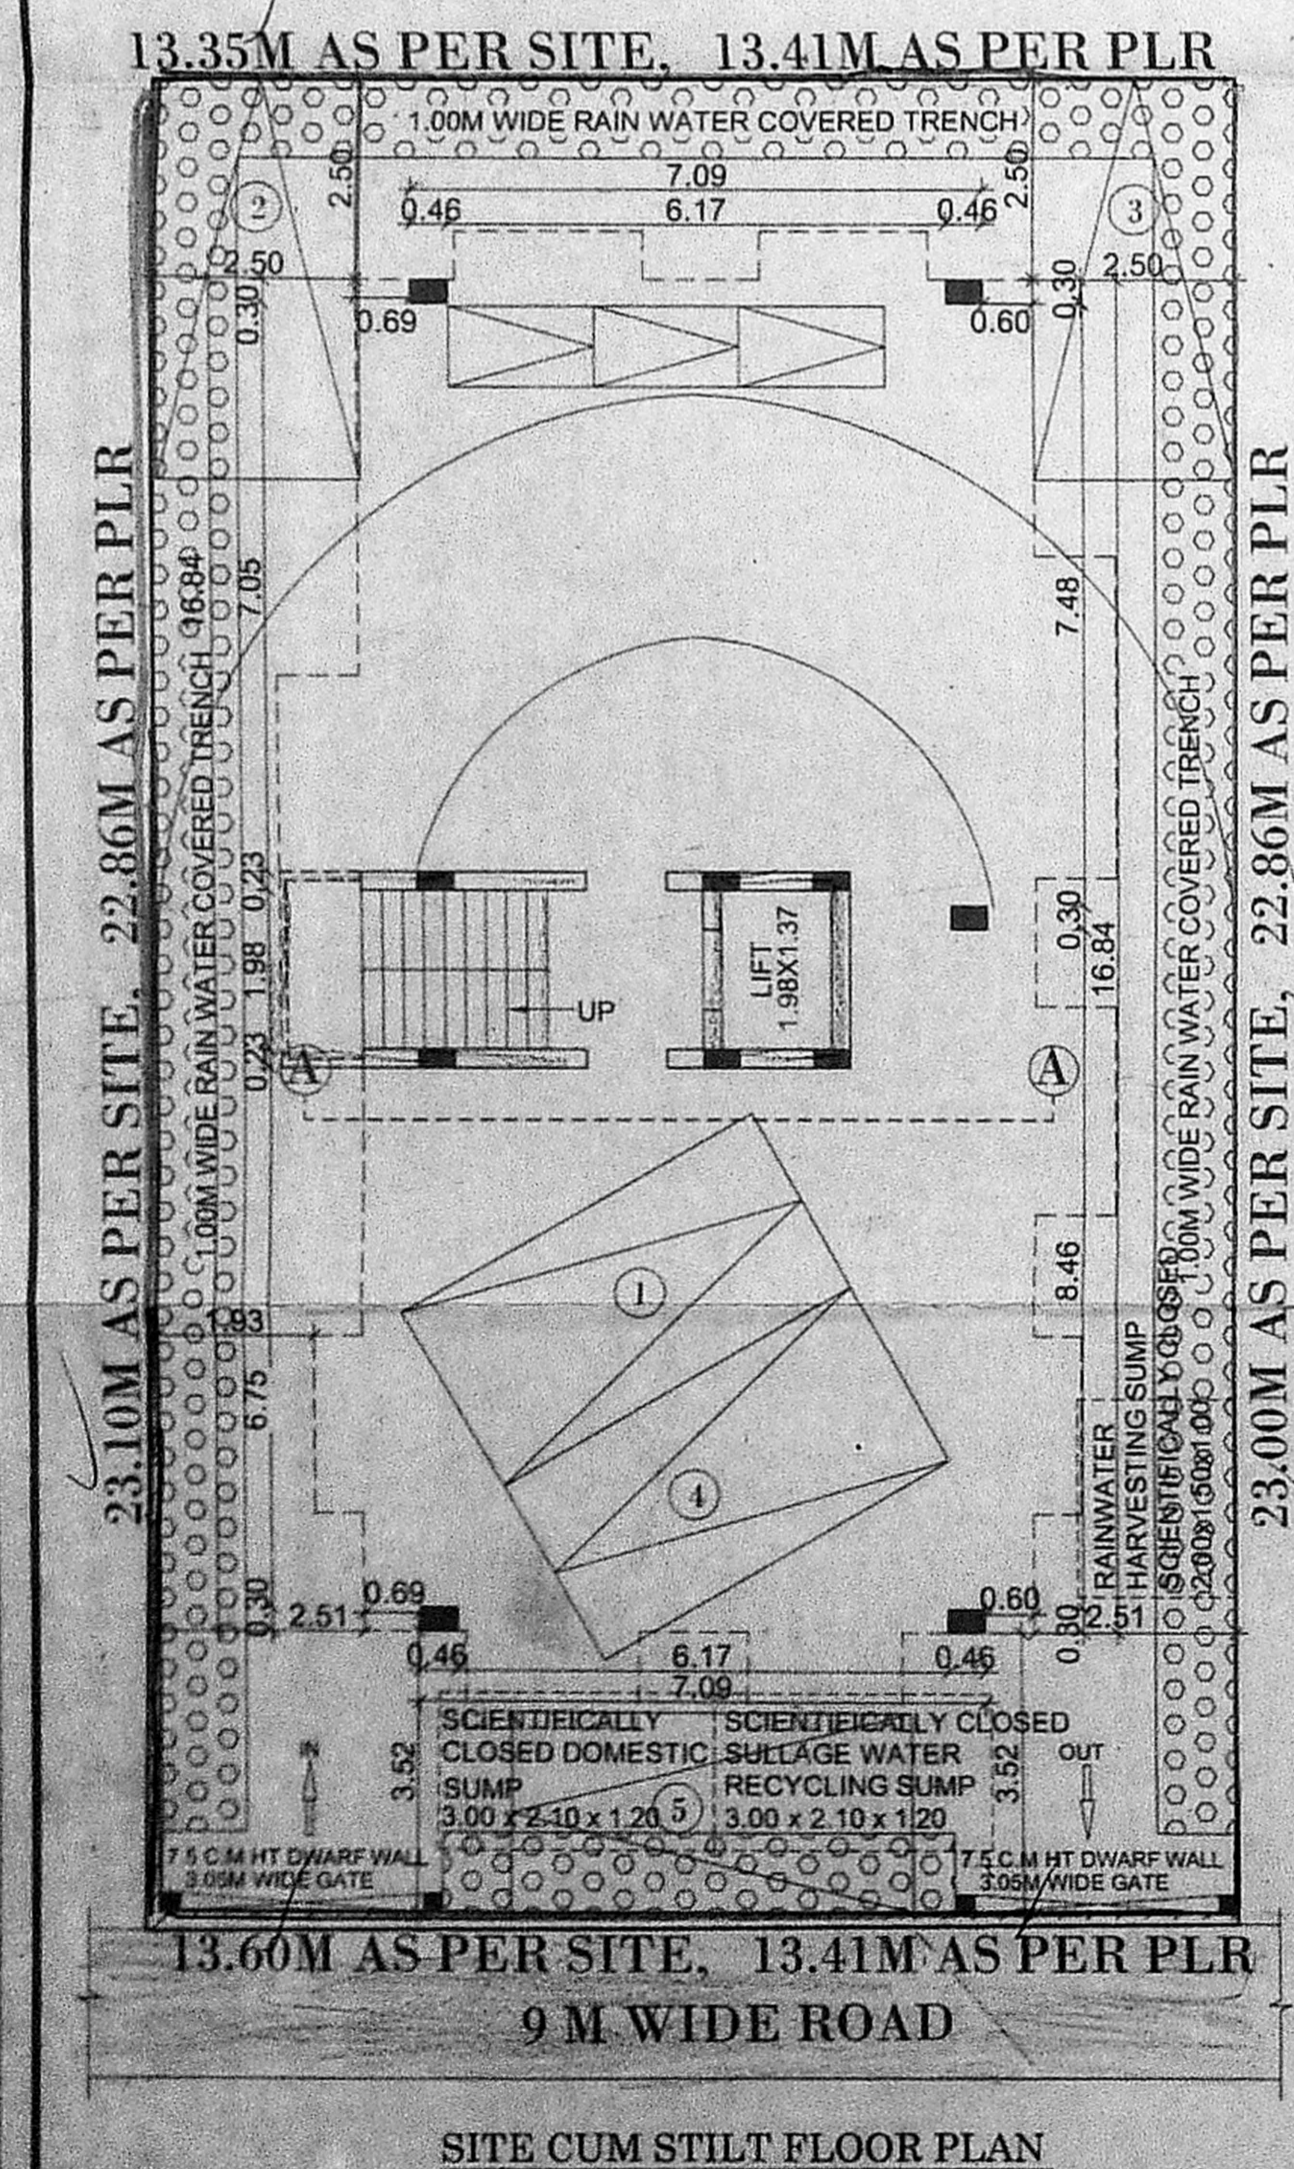 13.35M AS PER SITE, 13.41M AS PER PLR
1.00M WIDE RAIN WATER COVERED TRENCH
2.50
7.09
2.50
2
0.46
6.17
0.46
3
2.50
2.50
0.30
0.69
0.60
0.30
23.10M AS PER SITE, 22.86M AS PER PLR
1.00M WIDE RAIN WATER COVERED TRENCH
16.84
7.05
7.48
0.23
1.98
0.23
UP
LIFT
1.98X1.37
0.30
16.84
1.00M WIDE RAIN WATER COVERED TRENCH
23.00M AS PER SITE, 22.86M AS PER PLR
A
A
1
8.46
1.93
6.75
4
RAINWATER
HARVESTING SUMP
SCIENTIFICALLY CLOSED
2.00x1.50x1.00
0.30
2.51
0.69
0.60
0.30
2.51
0.46
6.17
0.46
7.09
3.52
SCIENTIFICALLY
CLOSED DOMESTIC
SUMP
3.00 x 2.10 x 1.20
5
SCIENTIFICALLY CLOSED
SULLAGE WATER
RECYCLING SUMP
3.00 x 2.10 x 1.20
3.52
IN
OUT
7.5 C.M HT DWARF WALL
3.05M WIDE GATE
7.5 C.M HT DWARF WALL
3.05M WIDE GATE
13.60M AS PER SITE, 13.41M AS PER PLR
9 M WIDE ROAD
SITE CUM STILT FLOOR PLAN